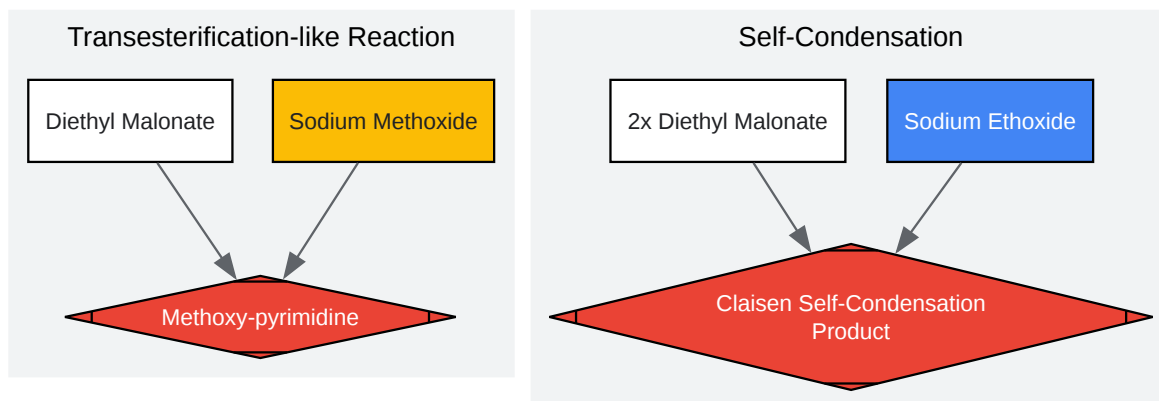 Transesterification-like Reaction
Diethyl Malonate
Sodium Methoxide
Methoxy-pyrimidine
Self-Condensation
2x Diethyl Malonate
Sodium Ethoxide
Claisen Self-Condensation
Product